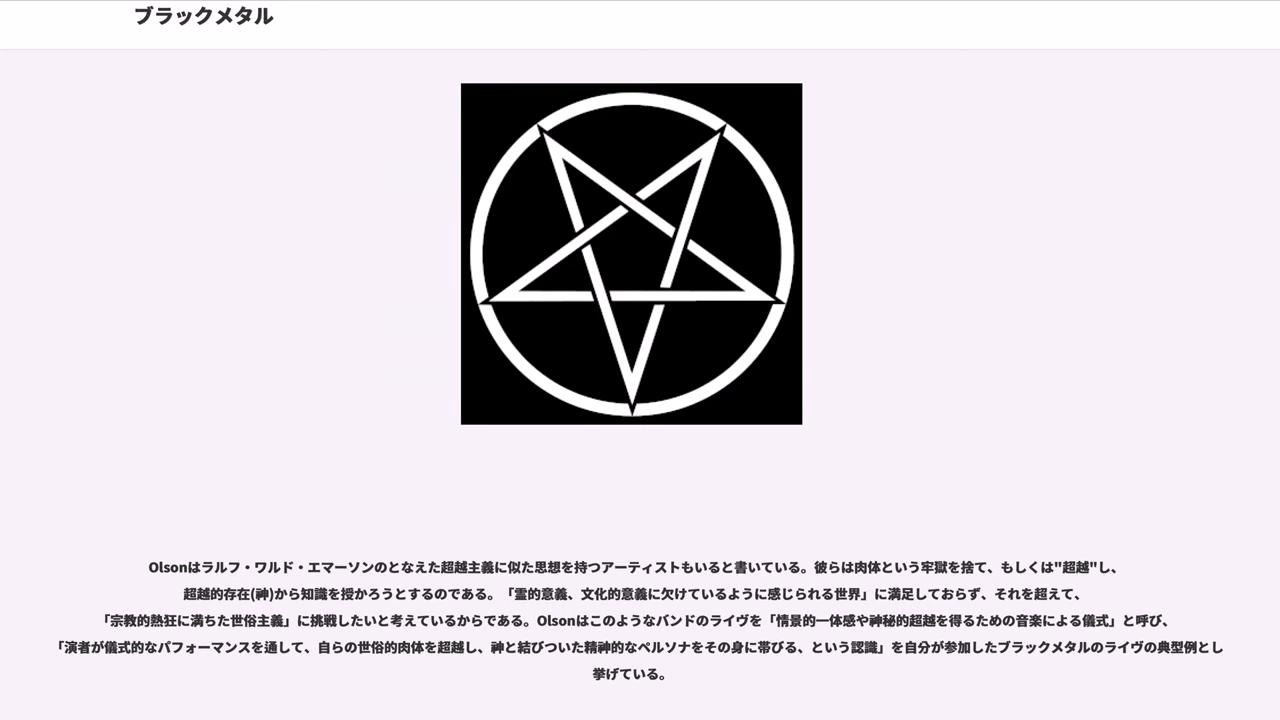 ブラックメタル
Olsonはラルフ・ワルド・エマーソンのとなえた超越主義に似た思想を持つアーティストもいると書いている。彼らは肉体という牢獄を捨て、もしくは"超越"し、
超越的存在(神)から知識を授かろうとするのである。「霊的意義、文化的意義に欠けているように感じられる世界」に満足しておらず、それを超えて、
「宗教的熱狂に満ちた世俗主義」に挑戦したいと考えているからである。Olsonはこのようなバンドのライヴを「情景的一体感や神秘的超越を得るための音楽による儀式」と呼び、
「演者が儀式的なパフォーマンスを通して、自らの世俗的肉体を超越し、神と結びついた精神的なペルソナをその身に帯びる、という認識」を自分が参加したブラックメタルのライヴの典型例とし
挙げている。